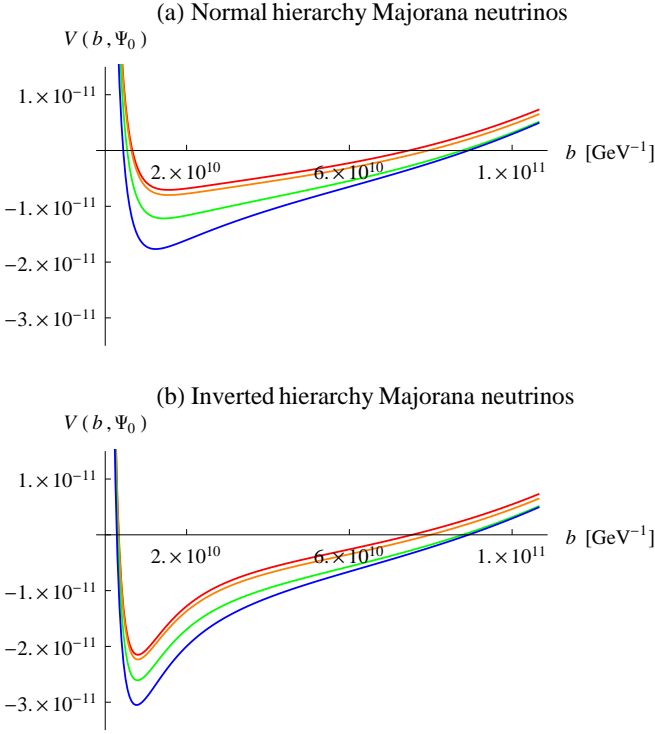 (a) Normal hierarchy Majorana neutrinos
V(b,Ψ₀)
1.×10⁻¹¹
2.×10¹⁰ 6.×10¹⁰ 1.×10¹¹ b [GeV⁻¹]
−1.×10⁻¹¹
−2.×10⁻¹¹
−3.×10⁻¹¹
(b) Inverted hierarchy Majorana neutrinos
V(b,Ψ₀)
1.×10⁻¹¹
2.×10¹⁰ 6.×10¹⁰ 1.×10¹¹ b [GeV⁻¹]
−1.×10⁻¹¹
−2.×10⁻¹¹
−3.×10⁻¹¹